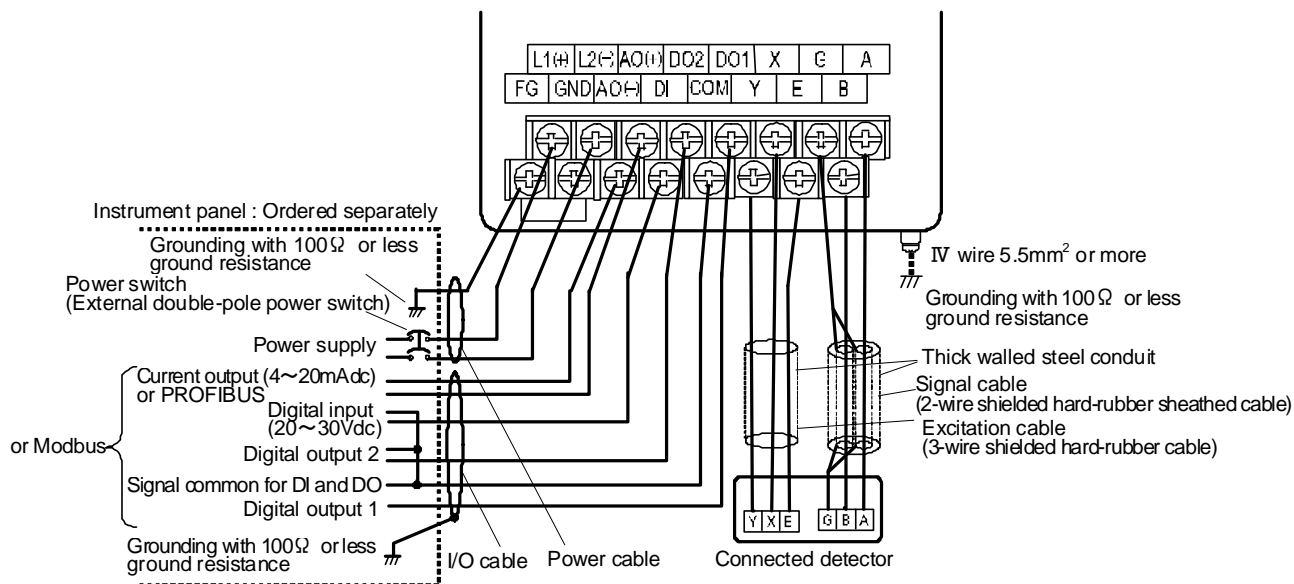 L1(+) L2(-) AO(+) DO2 DO1 X G A
FG GND AO(-) DI COM Y E B
Instrument panel : Ordered separately
Grounding with 100Ω or less
ground resistance
Power switch
(External double-pole power switch)
Power supply
Current output (4～20mAdc)
or PROFIBUS
Digital input
(20～30Vdc)
or Modbus
Digital output 2
Signal common for DI and DO
Digital output 1
Grounding with 100Ω or less
ground resistance
I/O cable
Power cable
IV wire 5.5mm² or more
Grounding with 100Ω or less
ground resistance
Thick walled steel conduit
Signal cable
(2-wire shielded hard-rubber sheathed cable)
Excitation cable
(3-wire shielded hard-rubber cable)
Y X E
G B A
Connected detector